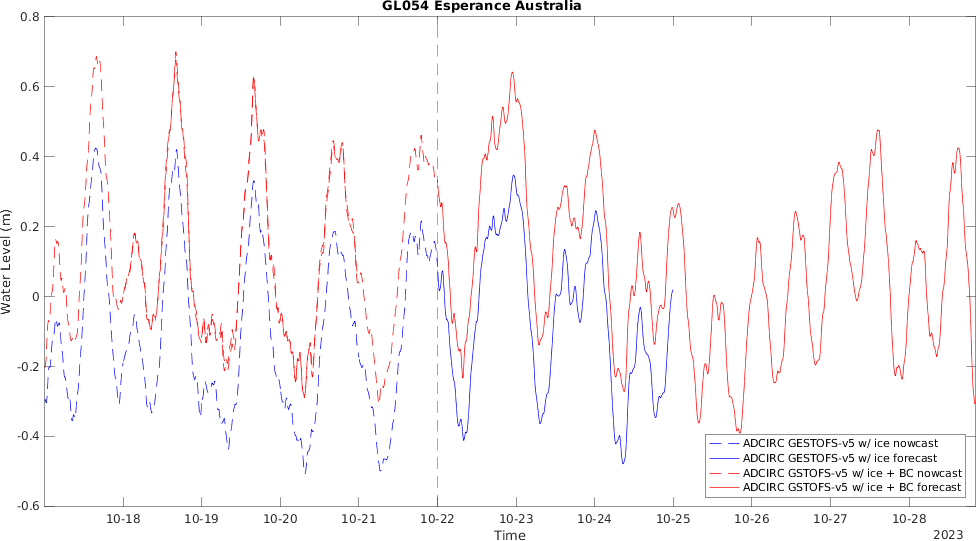 GL054 Esperance Australia
0.8
0.6
0.4
0.2
0
-0.2
-0.4
-0.6
Water Level (m)
10-18 10-19 10-20 10-21 10-22 10-23 10-24 10-25 10-26 10-27 10-28
Time
2023
ADCIRC GESTOFS-v5 w/ ice nowcast
ADCIRC GESTOFS-v5 w/ ice forecast
ADCIRC GSTOFS-v5 w/ ice + BC nowcast
ADCIRC GSTOFS-v5 w/ ice + BC forecast